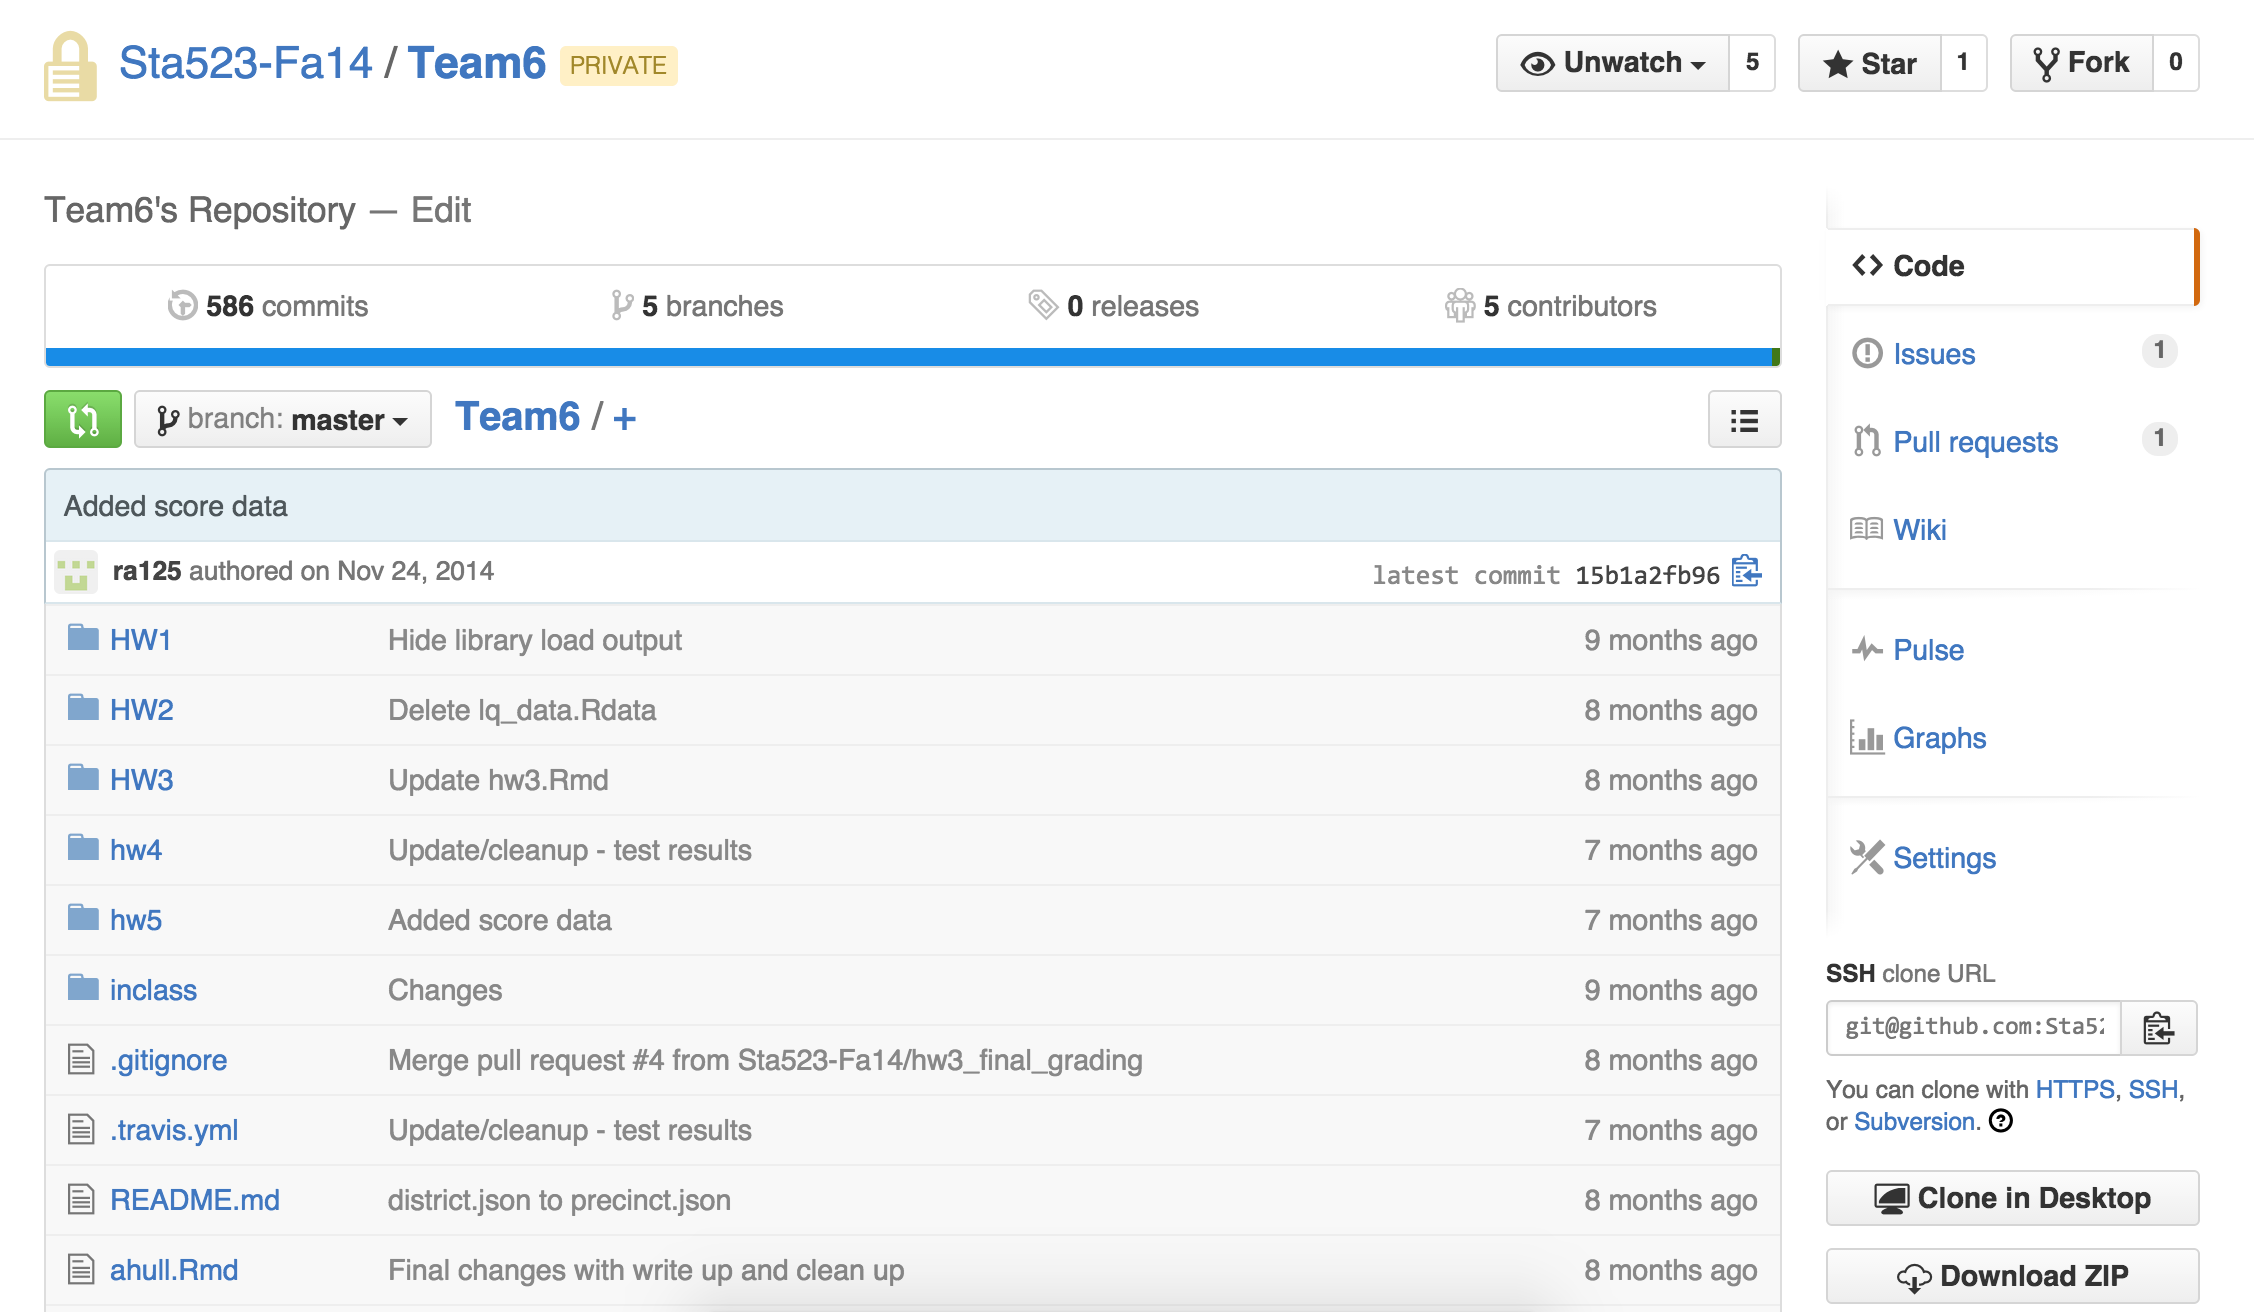 Sta523-Fa14 / Team6 PRIVATE
Unwatch 5 Star 1 Fork 0
Team6's Repository — Edit
586 commits 5 branches 0 releases 5 contributors
branch: master Team6 / +
Added score data
ra125 authored on Nov 24, 2014 latest commit 15b1a2fb96
HW1 Hide library load output 9 months ago
HW2 Delete lq_data.Rdata 8 months ago
HW3 Update hw3.Rmd 8 months ago
hw4 Update/cleanup - test results 7 months ago
hw5 Added score data 7 months ago
inclass Changes 9 months ago
.gitignore Merge pull request #4 from Sta523-Fa14/hw3_final_grading 8 months ago
.travis.yml Update/cleanup - test results 7 months ago
README.md district.json to precinct.json 8 months ago
ahull.Rmd Final changes with write up and clean up 8 months ago
Code
Issues 1
Pull requests 1
Wiki
Pulse
Graphs
Settings
SSH clone URL
git@github.com:Sta52
You can clone with HTTPS, SSH,
or Subversion.
Clone in Desktop
Download ZIP